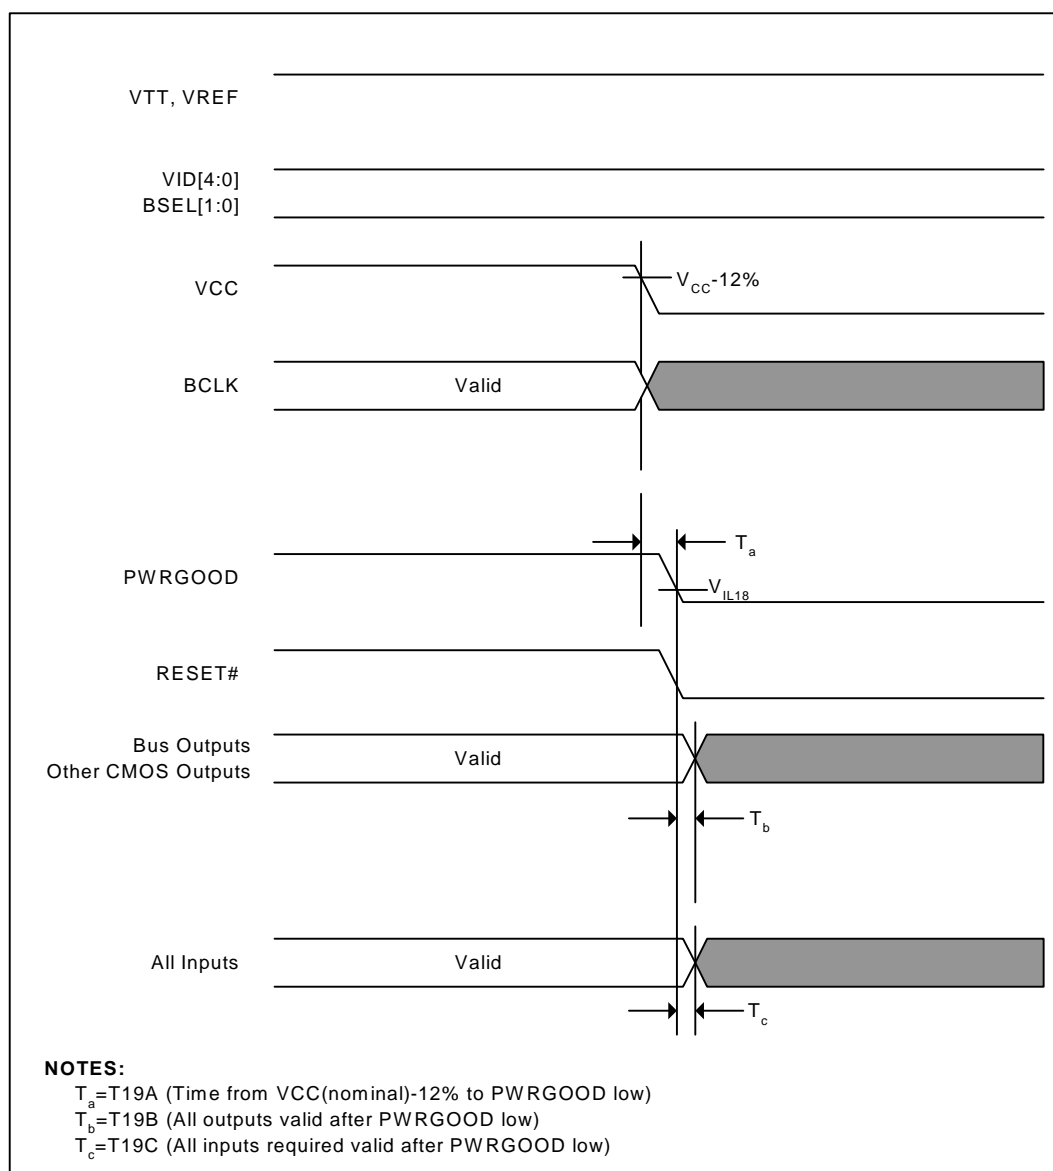 VTT, VREF
VID[4:0]
BSEL[1:0]
VCC
VCC-12%
BCLK
Valid
Ta
PWRGOOD
VIL18
RESET#
Bus Outputs
Other CMOS Outputs
Valid
Tb
All Inputs
Valid
Tc
NOTES:
Ta=T19A (Time from VCC(nominal)-12% to PWRGOOD low)
Tb=T19B (All outputs valid after PWRGOOD low)
Tc=T19C (All inputs required valid after PWRGOOD low)